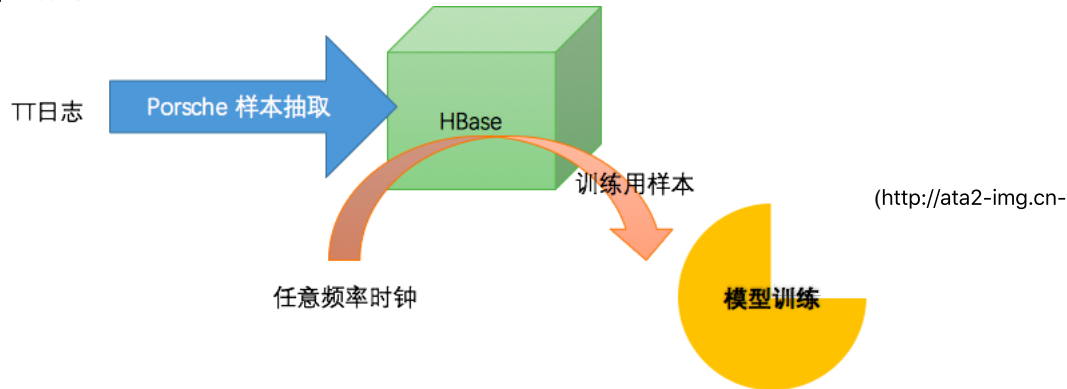 TT日志
Porsche 样本抽取
HBase
训练用样本
(http://ata2-img.cn-
任意频率时钟
模型训练